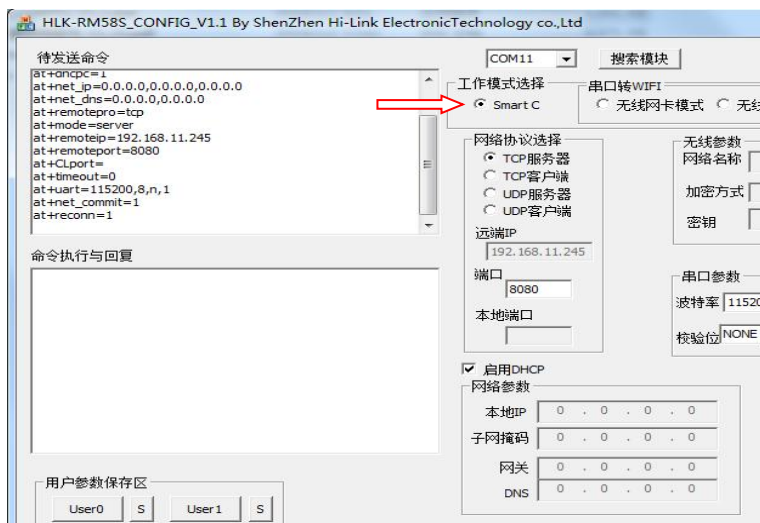 HLK-RM58S_CONFIG_V1.1 By ShenZhen Hi-Link ElectronicTechnology co.,Ltd
待发送命令
at+dhcpc=1
at+net_ip=0.0.0.0,0.0.0.0,0.0.0.0
at+net_dns=0.0.0.0,0.0.0.0
at+remotepro=tcp
at+mode=server
at+remoteip=192.168.11.245
at+remoteport=8080
at+CLport=
at+timeout=0
at+uart=115200,8,n,1
at+net_commit=1
at+reconn=1
命令执行与回复
用户参数保存区
User0 S User1 S
COM11 搜索模块
工作模式选择
Smart C
串口转WIFI
无线网卡模式
网络协议选择
TCP服务器
TCP客户端
UDP服务器
UDP客户端
远端IP
192.168.11.245
端口
8080
本地端口
无线参数
网络名称
加密方式
密钥
串口参数
波特率 11520
校验位 NONE
启用DHCP
网络参数
本地IP 0 . 0 . 0 . 0
子网掩码 0 . 0 . 0 . 0
网关 0 . 0 . 0 . 0
DNS 0 . 0 . 0 . 0